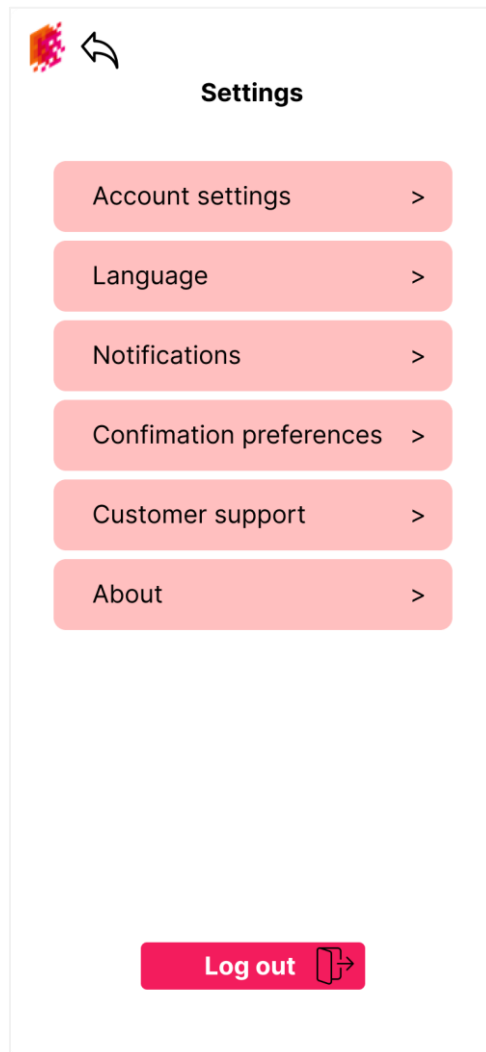 Settings
Account settings >
Language >
Notifications >
Confimation preferences >
Customer support >
About >
Log out